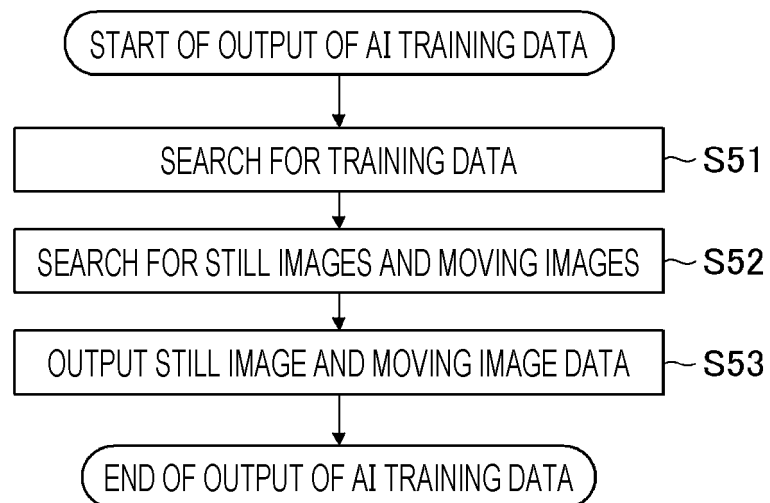 START OF OUTPUT OF AI TRAINING DATA
SEARCH FOR TRAINING DATA
S51
SEARCH FOR STILL IMAGES AND MOVING IMAGES
S52
OUTPUT STILL IMAGE AND MOVING IMAGE DATA
S53
END OF OUTPUT OF AI TRAINING DATA